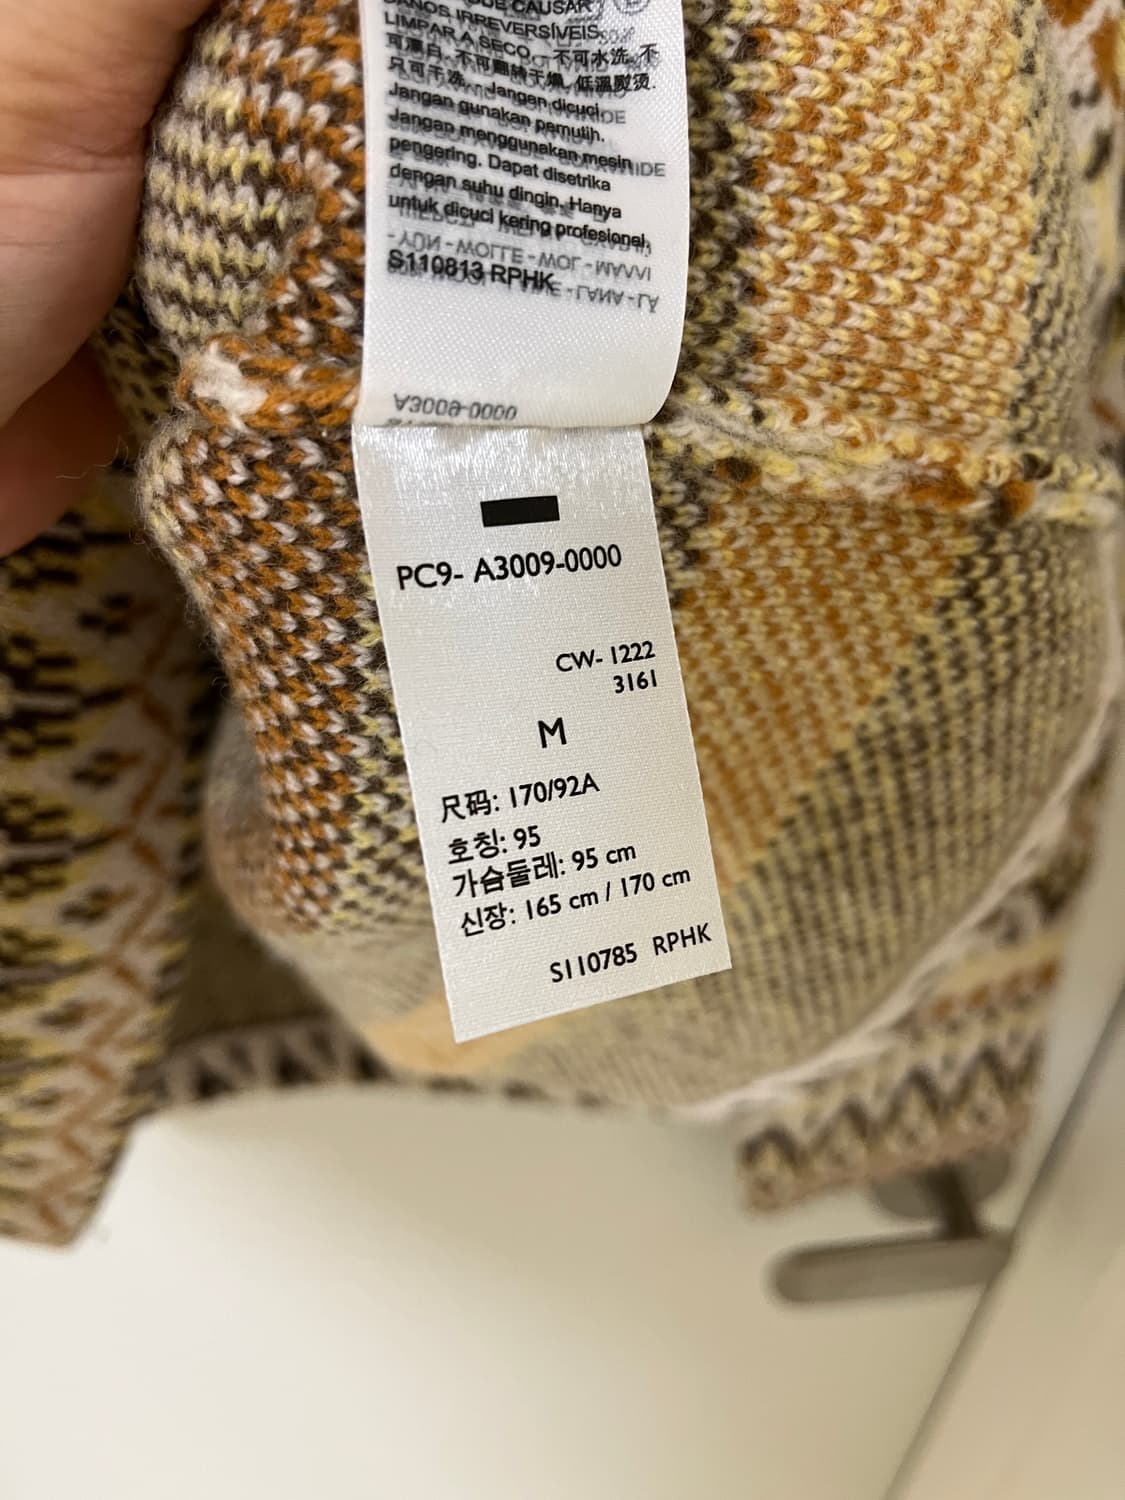 CAUSAR
DANOS IRREVERSÍVEIS.
LIMPAR A SECO. 不可水洗. 不
可漂白. 不可翻转干燥. 低温熨烫.
只可干洗. Jangan dicuci.
Jangan gunakan pemutih.
Jangan menggunakan mesin
pengering. Dapat disetrika
dengan suhu dingin. Hanya
untuk dicuci kering profesional.
S110813 RPHK
PC9- A3009-0000
CW- 1222
3161
M
尺码: 170/92A
호칭: 95
가슴둘레: 95 cm
신장: 165 cm / 170 cm
S110785 RPHK